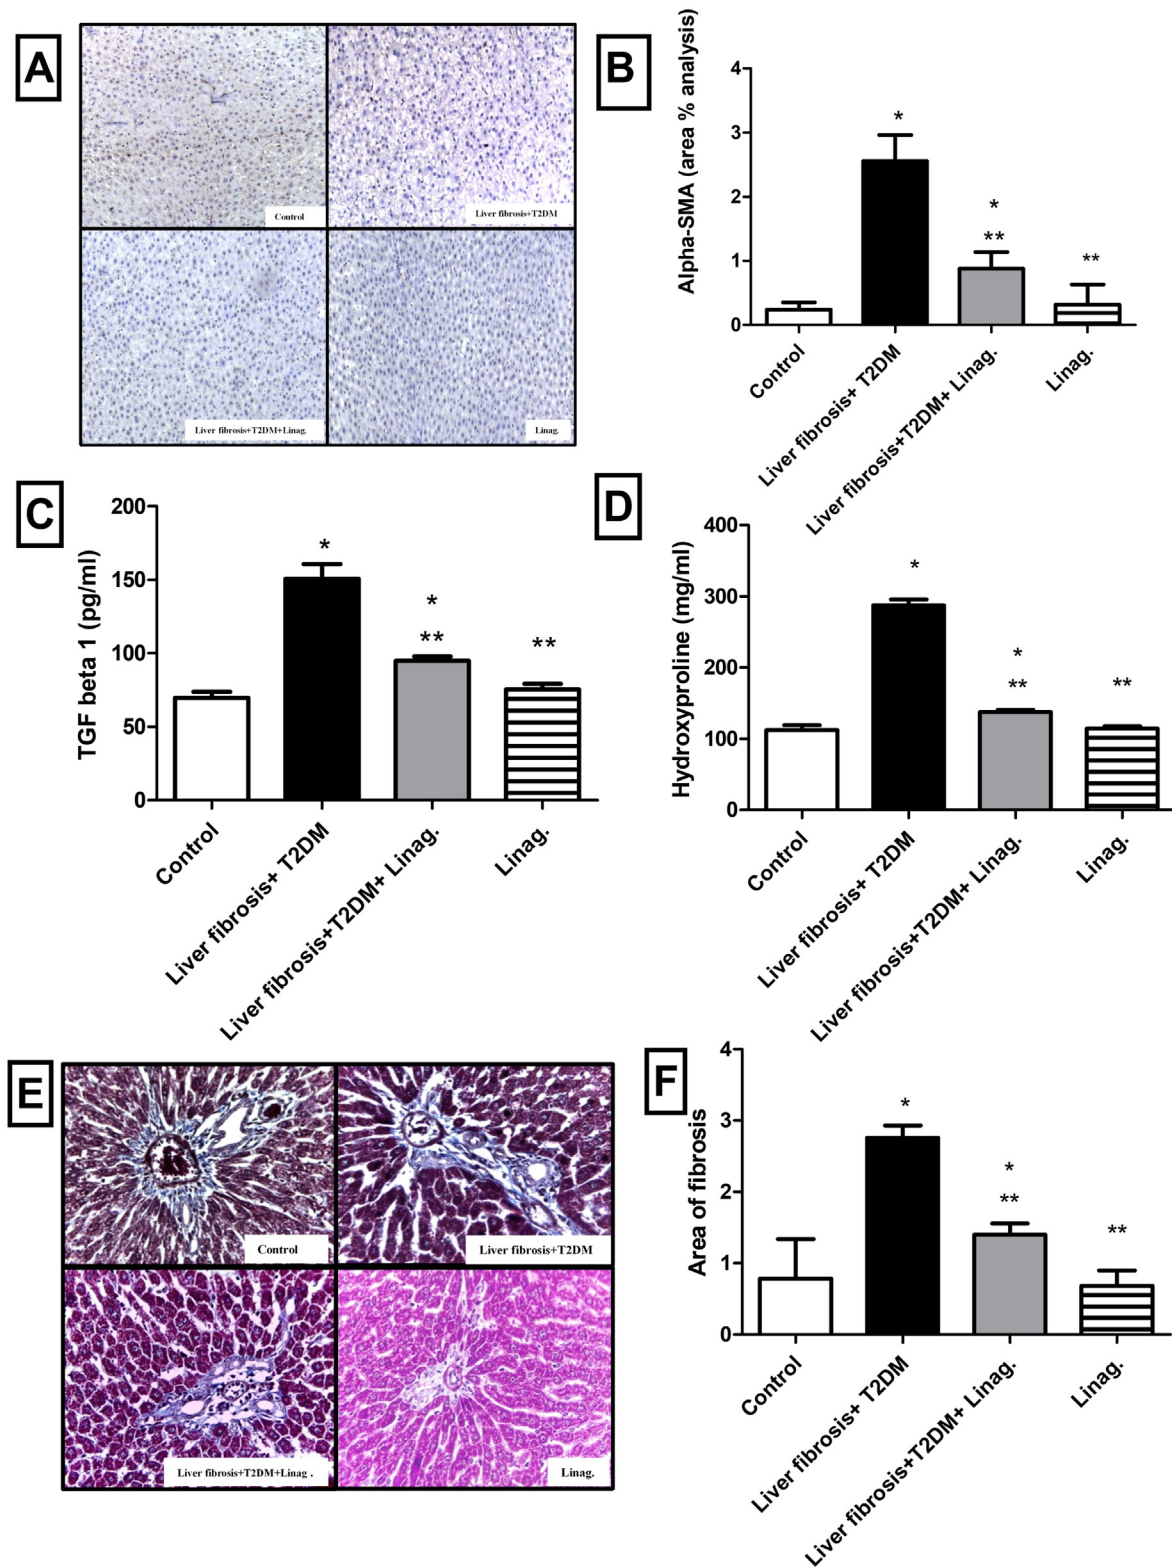 A
Control
Liver fibrosis+T2DM
Liver fibrosis+T2DM+Linag.
Linag.
B
Alpha-SMA (area % analysis)
4
3
2
1
0
*
*
**
**
Control
Liver fibrosis+ T2DM
Liver fibrosis+T2DM+ Linag.
Linag.
C
TGF beta 1 (pg/ml)
200
150
100
50
0
*
*
**
**
Control
Liver fibrosis+ T2DM
Liver fibrosis+T2DM+ Linag.
Linag.
D
Hydroxyproline (mg/ml)
400
300
200
100
0
*
*
**
**
Control
Liver fibrosis+ T2DM
Liver fibrosis+T2DM+ Linag.
Linag.
E
Control
Liver fibrosis+T2DM
Liver fibrosis+T2DM+Linag .
Linag.
F
Area of fibrosis
4
3
2
1
0
*
*
**
**
Control
Liver fibrosis+ T2DM
Liver fibrosis+T2DM+ Linag.
Linag.